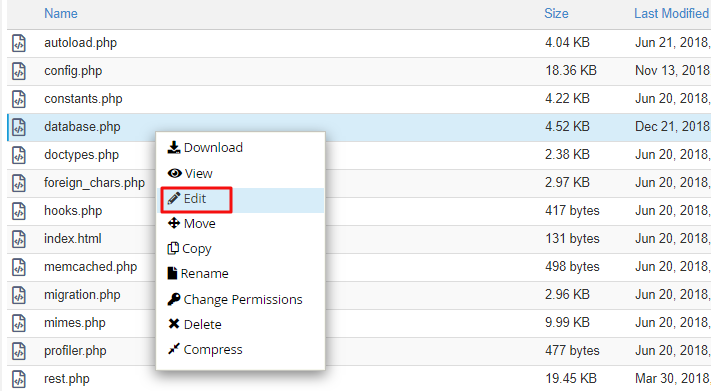 Name Size Last Modified
autoload.php 4.04 KB Jun 21, 2018,
config.php 18.36 KB Nov 13, 2018
constants.php 4.22 KB Jun 20, 2018,
database.php 4.52 KB Dec 21, 2018
Download
doctypes.php 2.38 KB Jun 20, 2018,
View
foreign_chars.php 2.97 KB Jun 20, 2018,
Edit
hooks.php 417 bytes Jun 20, 2018,
Move
index.html 131 bytes Jun 20, 2018,
Copy
memcached.php 498 bytes Jun 20, 2018,
Rename
migration.php 2.96 KB Jun 20, 2018,
Change Permissions
mimes.php 9.99 KB Jun 20, 2018,
Delete
profiler.php 477 bytes Jun 20, 2018,
Compress
rest.php 19.45 KB Mar 30, 2018,